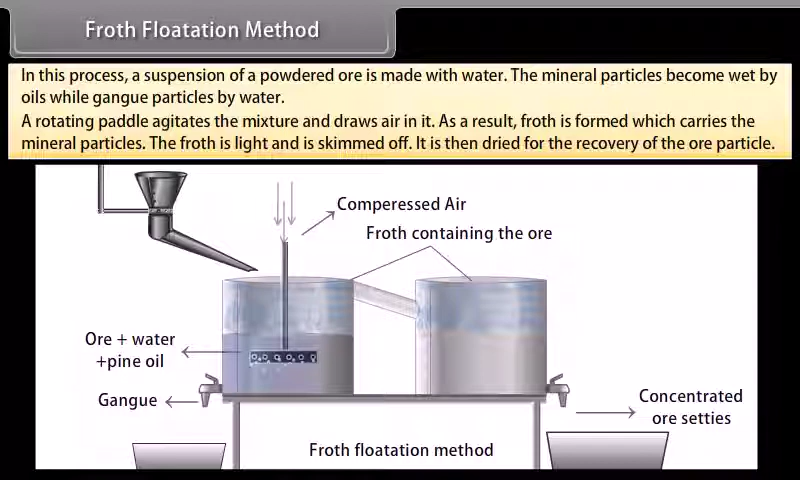 Froth Floatation Method
In this process, a suspension of a powdered ore is made with water. The mineral particles become wet by
oils while gangue particles by water.
A rotating paddle agitates the mixture and draws air in it. As a result, froth is formed which carries the
mineral particles. The froth is light and is skimmed off. It is then dried for the recovery of the ore particle.
Comperessed Air
Froth containing the ore
Ore + water
+pine oil
Gangue
Concentrated
ore setties
Froth floatation method